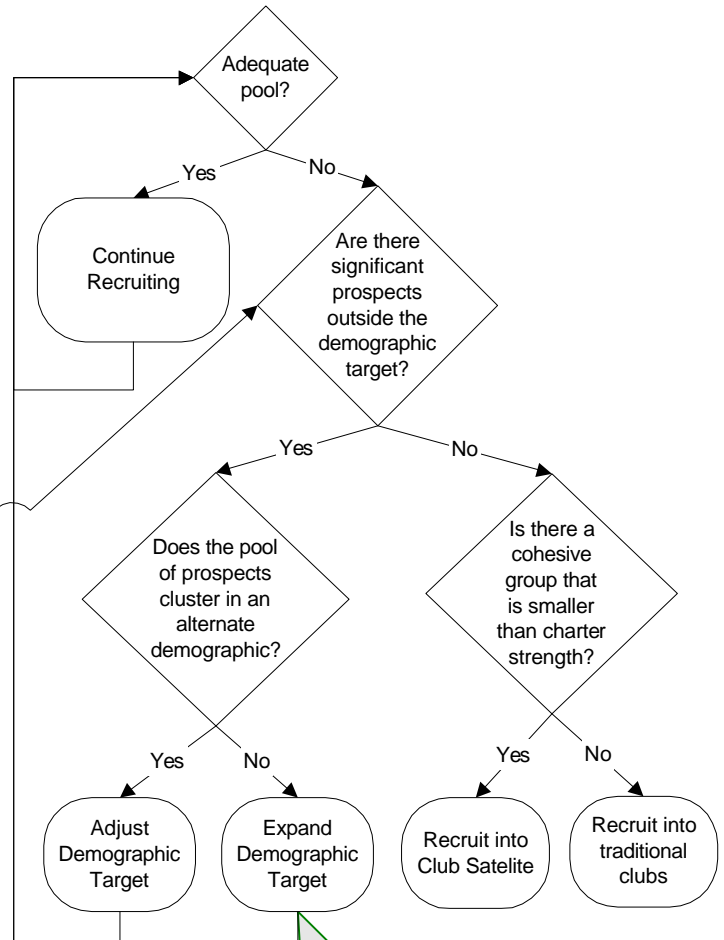 Adequate
pool?
Yes
No
Continue
Recruiting
Are there
significant
prospects
outside the
demographic
target?
Yes
No
Does the pool
of prospects
cluster in an
alternate
demographic?
Is there a
cohesive
group that
is smaller
than charter
strength?
Yes
No
Yes
No
Adjust
Demographic
Target
Expand
Demographic
Target
Recruit into
Club Satelite
Recruit into
traditional
clubs